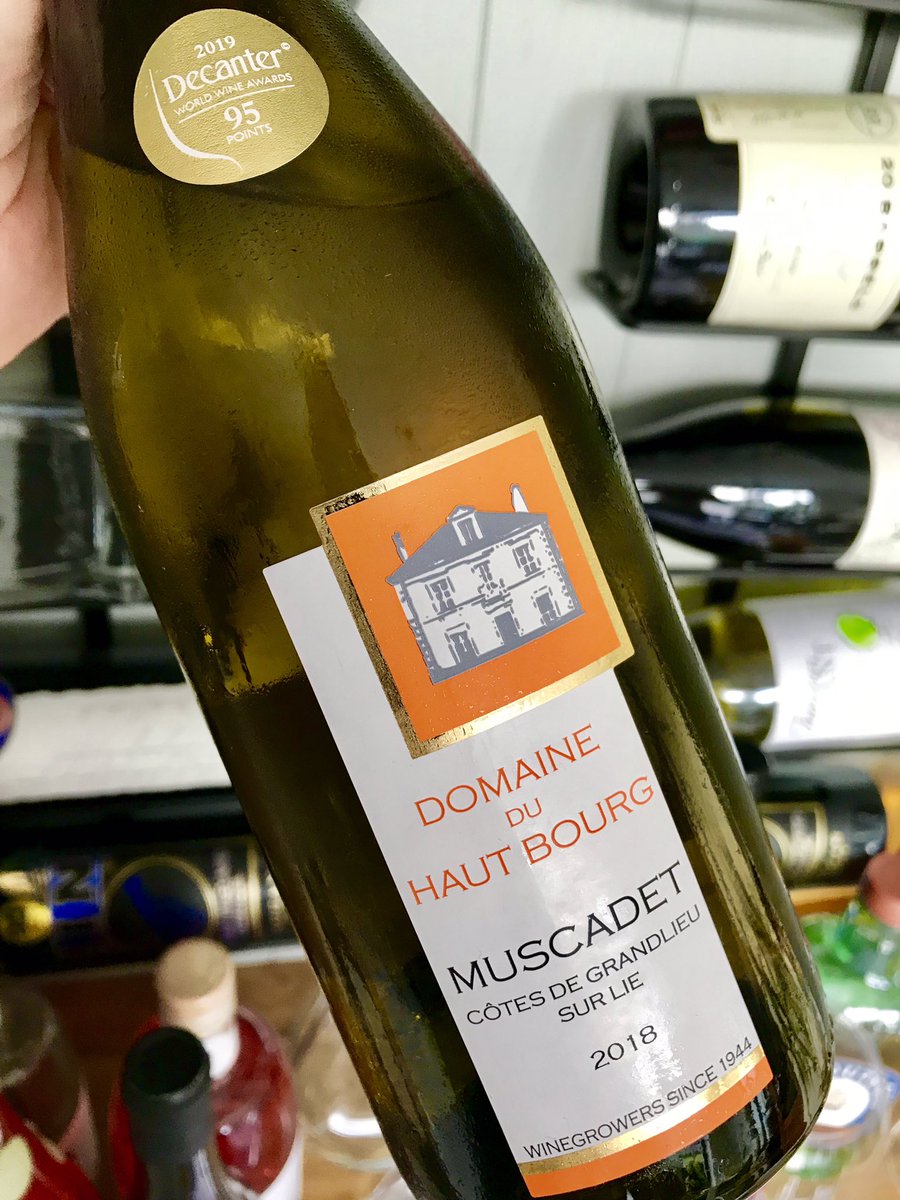 2019
Decanter©
WORLD WINE AWARDS
95
POINTS
DOMAINE
DU
HAUT BOURG
MUSCADET
CÔTES DE GRANDLIEU
SUR LIE
2018
WINEGROWERS SINCE 1944